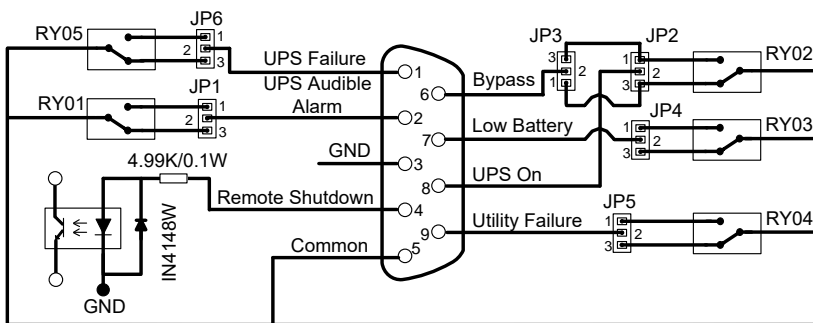 JP6
RY05
1
2
3
UPS Failure
UPS Audible
Alarm
JP1
RY01
1
2
3
GND
4.99K/0.1W
Remote Shutdown
IN4148W
Common
GND
1
2
3
4
5
6
7
8
9
Bypass
Low Battery
UPS On
Utility Failure
JP3
3
2
1
JP2
1
2
3
RY02
JP4
1
2
3
RY03
JP5
1
2
3
RY04